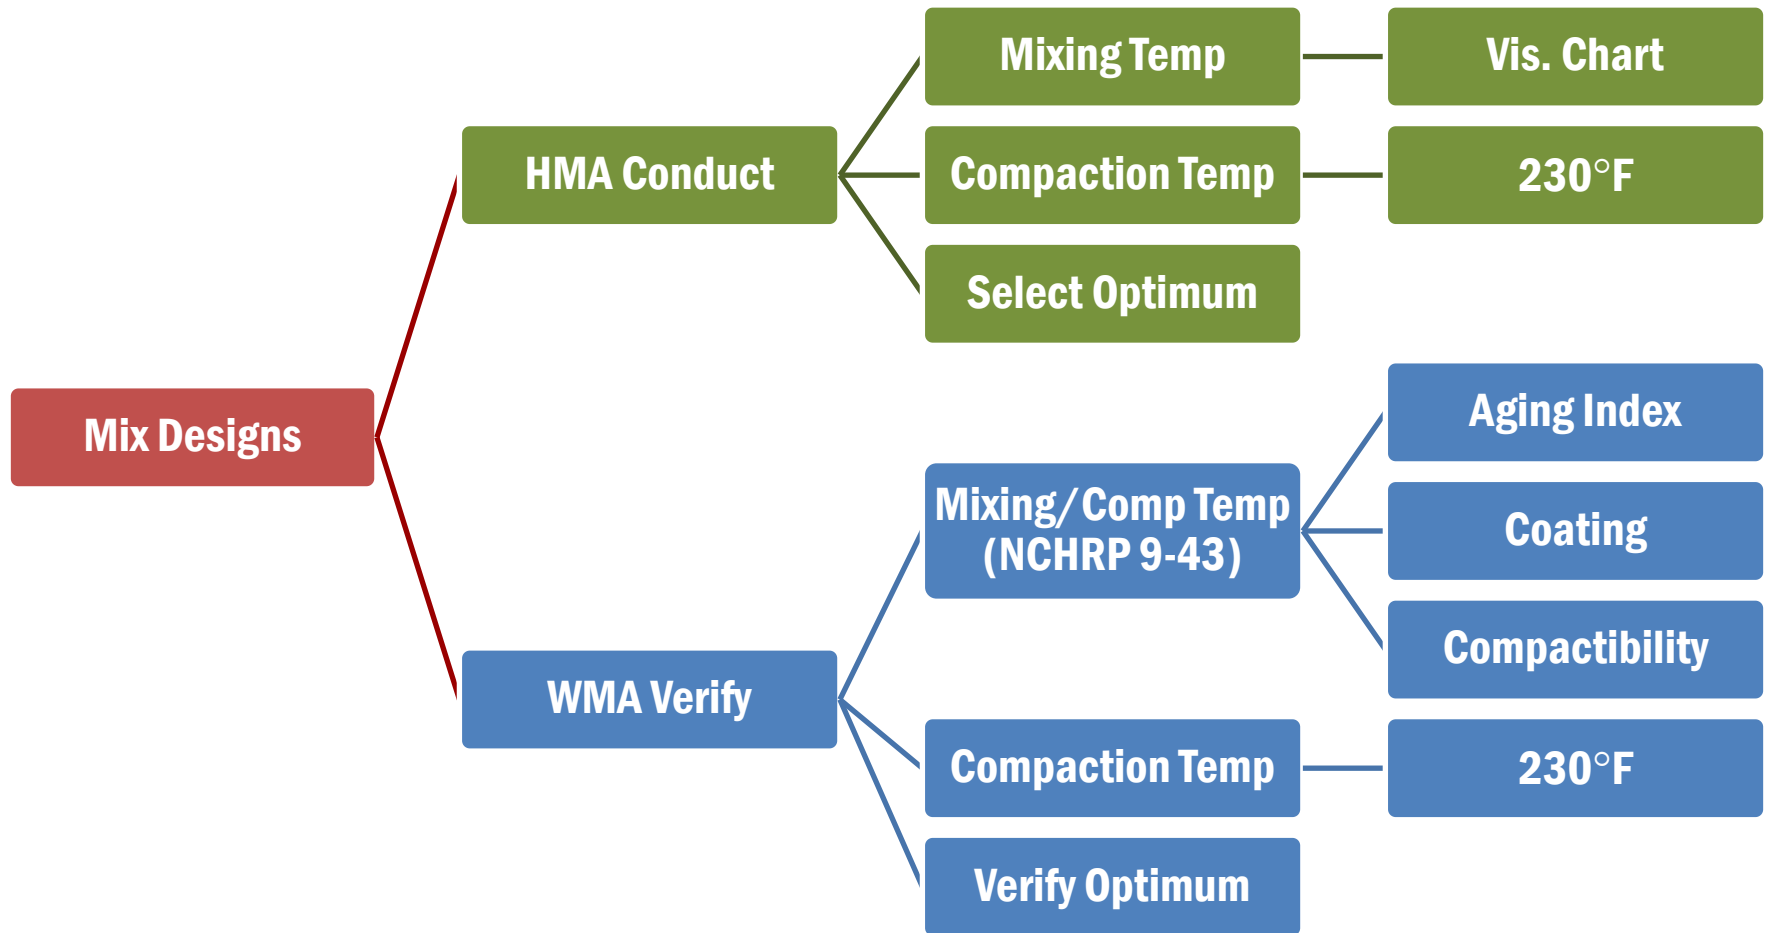 Mix Designs
HMA Conduct
Mixing Temp
Vis. Chart
Compaction Temp
230°F
Select Optimum
WMA Verify
Mixing/Comp Temp
(NCHRP 9-43)
Aging Index
Coating
Compactibility
Compaction Temp
230°F
Verify Optimum